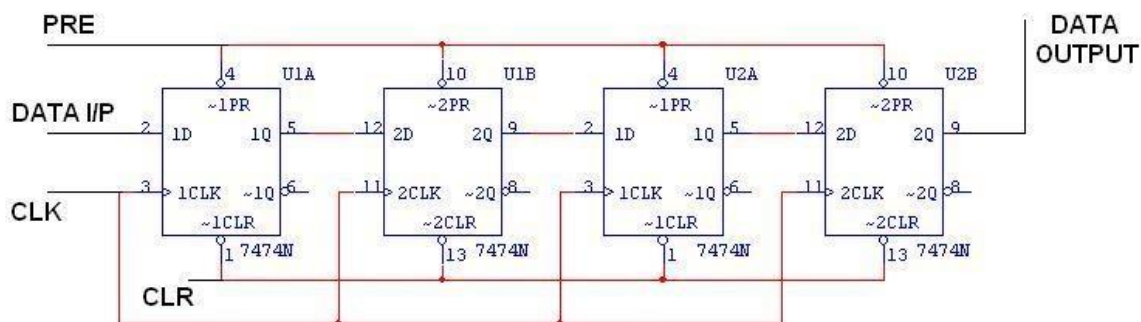 PRE
DATA OUTPUT
4 U1A 10 U1B 4 U2A 10 U2B
~1PR ~2PR ~1PR ~2PR
DATA I/P
2 1D 1Q 5 12 2D 2Q 9 2 1D 1Q 5 12 2D 2Q 9
3 1CLK ~1Q 6 11 2CLK ~2Q 8 3 1CLK ~1Q 6 11 2CLK ~2Q 8
CLK
~1CLR ~2CLR ~1CLR ~2CLR
1 7474N 13 7474N 1 7474N 13 7474N
CLR